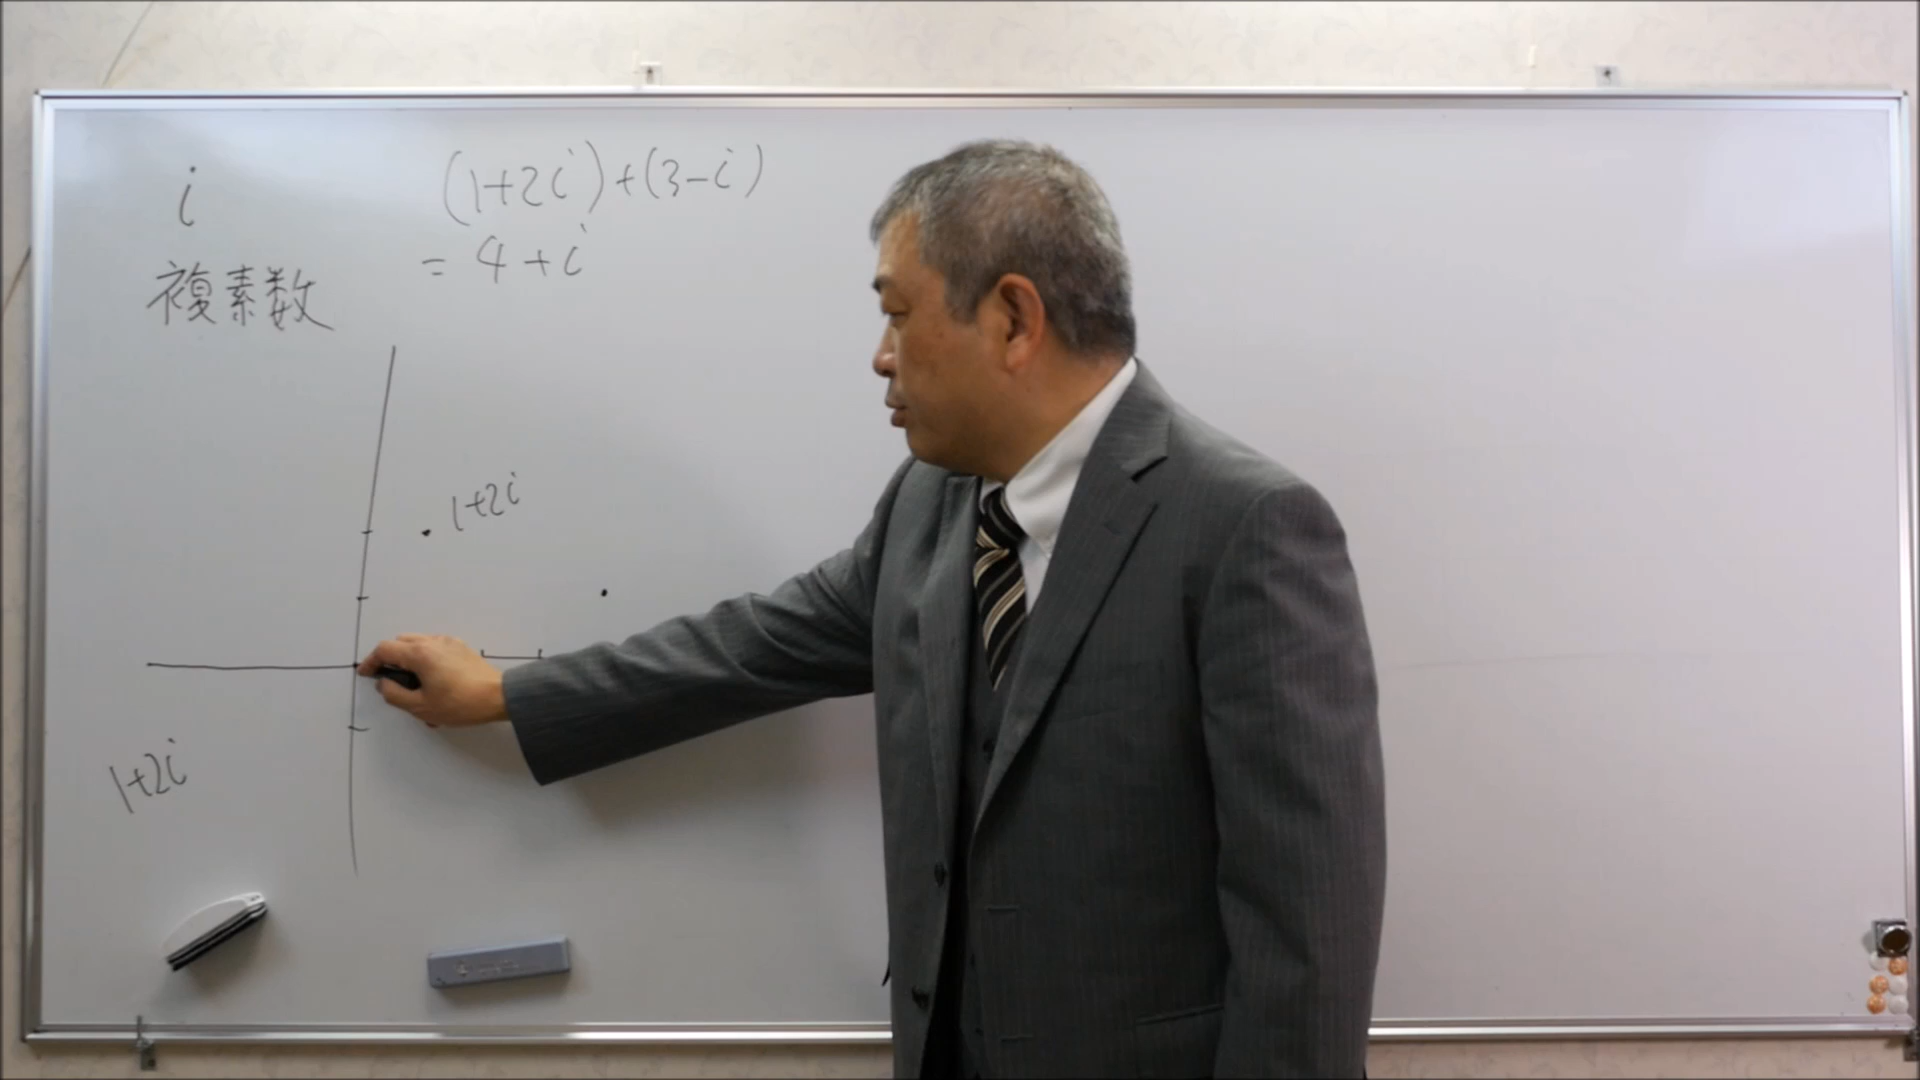 i
複素数
(1+2i)+(3-i)
= 4+i
1+2i
1+2i